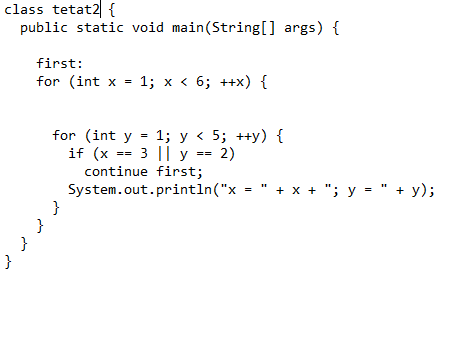 class tetat2 {
public static void main(String[] args) {
first:
for (int x = 1; x < 6; ++x) {
for (int y = 1; y < 5; ++y) {
if (x == 3 || y == 2)
continue first;
System.out.println("x = " + x + "; y = " + y);
}
}
}
}